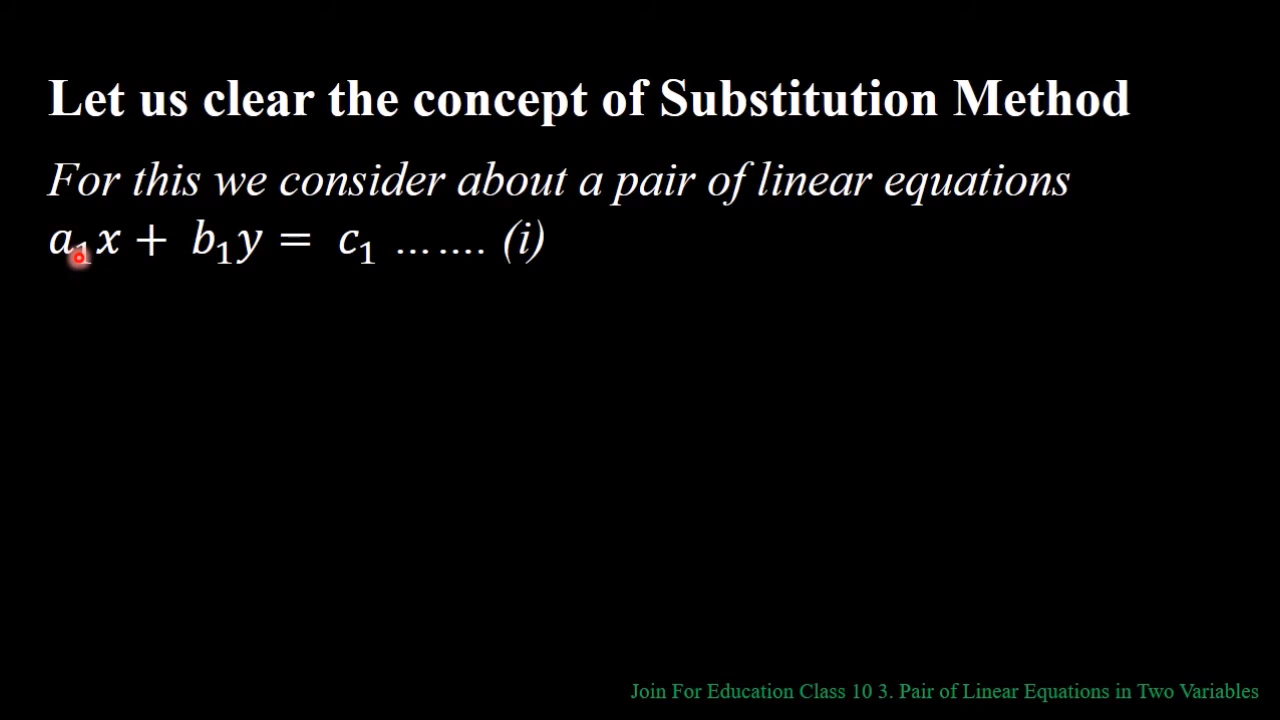 Let us clear the concept of Substitution Method
For this we consider about a pair of linear equations
a₁x + b₁y = c₁ ....... (i)
Join For Education Class 10 3. Pair of Linear Equations in Two Variables